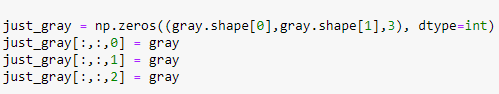 just_gray = np.zeros((gray.shape[0],gray.shape[1],3), dtype=int)
just_gray[:,:,0] = gray
just_gray[:,:,1] = gray
just_gray[:,:,2] = gray